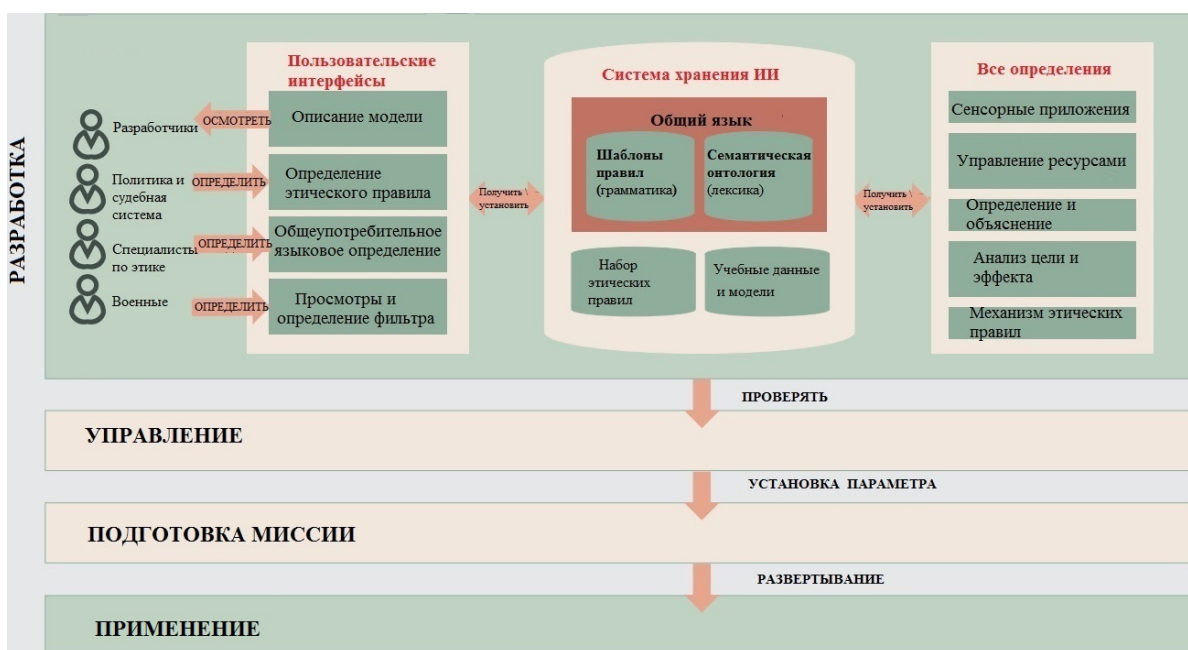 РАЗРАБОТКА
Разработчики
Политика и
судебная
система
Специалисты
по этике
Военные
ОСМОТРЕТЬ
ОПРЕДЕЛИТЬ
ОПРЕДЕЛИТЬ
ОПРЕДЕЛИТЬ
Пользовательские
интерфейсы
Описание модели
Определение
этического правила
Общеупотребительное
языковое определение
Просмотры и
определение фильтра
Получить \
установить
Система хранения ИИ
Общий язык
Шаблоны
правил
(грамматика)
Семантическая
онтология
(лексика)
Набор
этических
правил
Учебные данные
и модели
Получить \
установить
Все определения
Сенсорные приложения
Управление ресурсами
Определение и
объяснение
Анализ цели и
эффекта
Механизм этических
правил
ПРОВЕРЯТЬ
УПРАВЛЕНИЕ
УСТАНОВКА ПАРАМЕТРА
ПОДГОТОВКА МИССИИ
РАЗВЕРТЫВАНИЕ
ПРИМЕНЕНИЕ